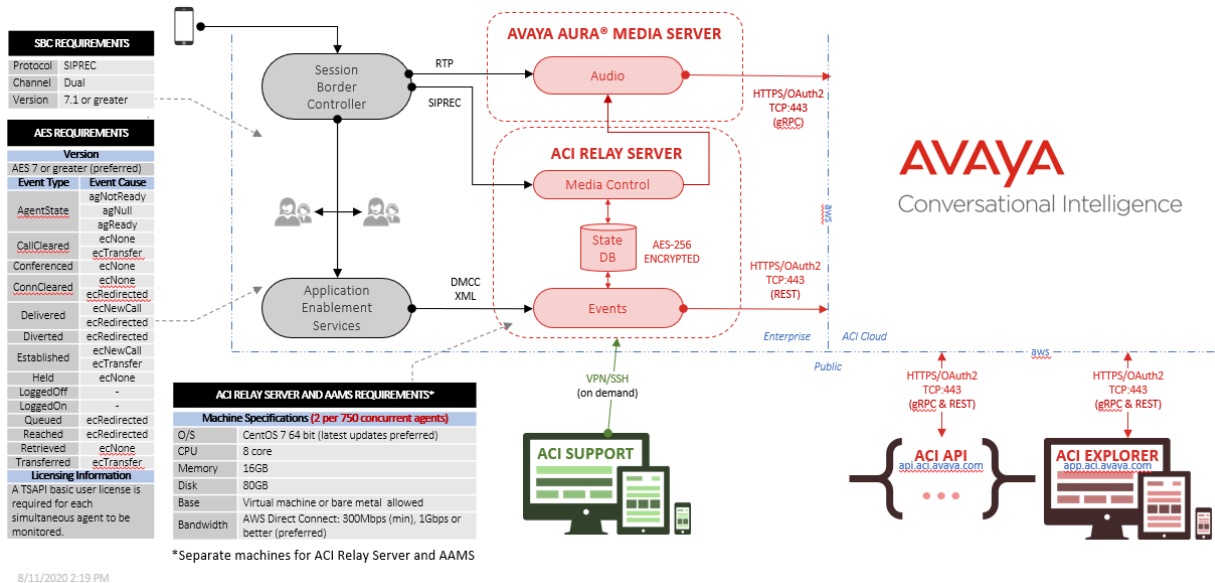 SBC REQUIREMENTS
Protocol SIPREC
Channel Dual
Version 7.1 or greater
AES REQUIREMENTS
Version
AES 7 or greater (preferred)
Event Type Event Cause
AgentState agNotReady
agNull
agReady
CallCleared ecNone
ecTransfer
Conferenced ecNone
ConnCleared ecNone
ecRedirected
Delivered ecNewCall
ecRedirected
Diverted ecRedirected
Established ecNewCall
ecTransfer
Held ecNone
LoggedOff -
LoggedOn -
Queued ecRedirected
Reached ecRedirected
Retrieved ecNone
Transferred ecTransfer
Licensing Information
A TSAPI basic user license is
required for each
simultaneous agent to be
monitored.
Session
Border
Controller
RTP
SIPREC
AVAYA AURA® MEDIA SERVER
Audio
HTTPS/OAuth2
TCP:443
(gRPC)
ACI RELAY SERVER
Media Control
State
DB
AES-256
ENCRYPTED
Events
HTTPS/OAuth2
TCP:443
(REST)
Application
Enablement
Services
DMCC
XML
aws
AVAYA
Conversational Intelligence
Enterprise
ACI Cloud
aws
Public
ACI RELAY SERVER AND AAMS REQUIREMENTS*
Machine Specifications (2 per 750 concurrent agents)
O/S CentOS 7 64 bit (latest updates preferred)
CPU 8 core
Memory 16GB
Disk 80GB
Base Virtual machine or bare metal allowed
Bandwidth AWS Direct Connect: 300Mbps (min), 1Gbps or
better (preferred)
*Separate machines for ACI Relay Server and AAMS
VPN/SSH
(on demand)
ACI SUPPORT
HTTPS/OAuth2
TCP:443
(gRPC & REST)
ACI API
api.aci.avaya.com
HTTPS/OAuth2
TCP:443
(gRPC & REST)
ACI EXPLORER
app.aci.avaya.com
8/11/2020 2:19 PM